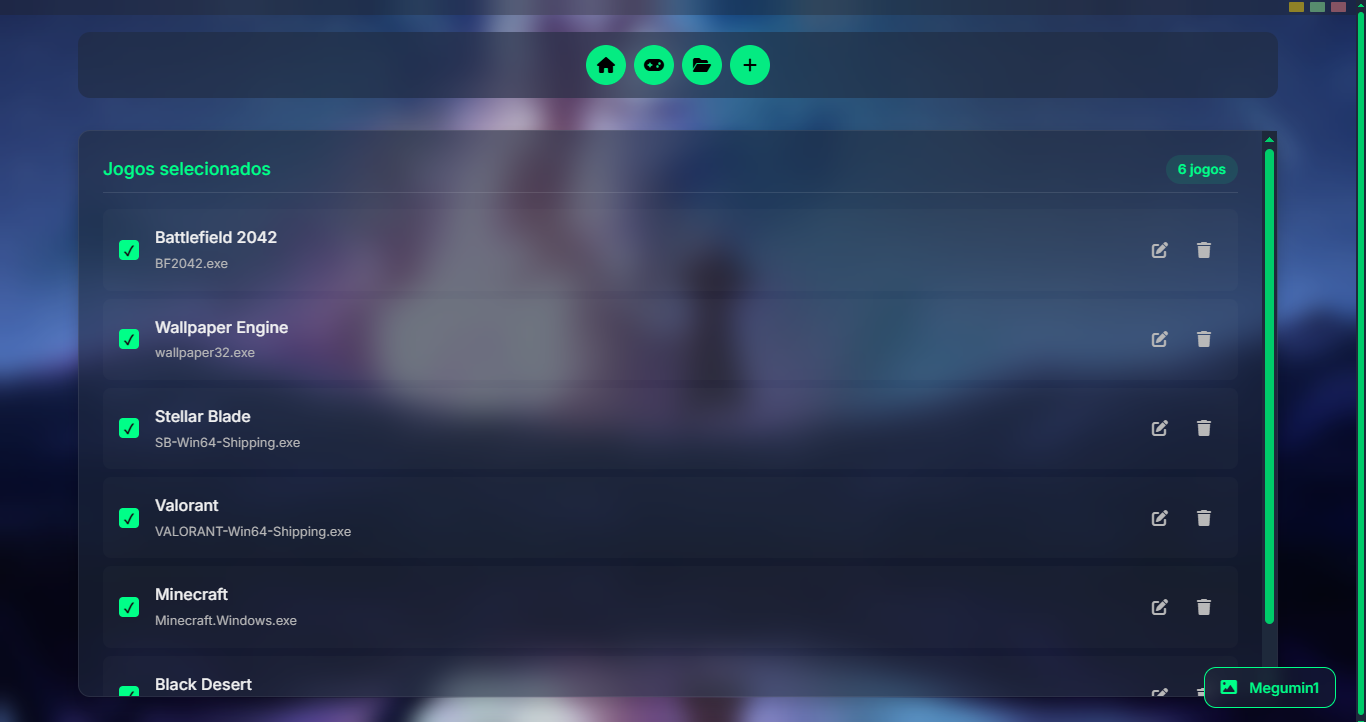 Jogos selecionados
6 jogos
Battlefield 2042
BF2042.exe
Wallpaper Engine
wallpaper32.exe
Stellar Blade
SB-Win64-Shipping.exe
Valorant
VALORANT-Win64-Shipping.exe
Minecraft
Minecraft.Windows.exe
Black Desert
Megumin1